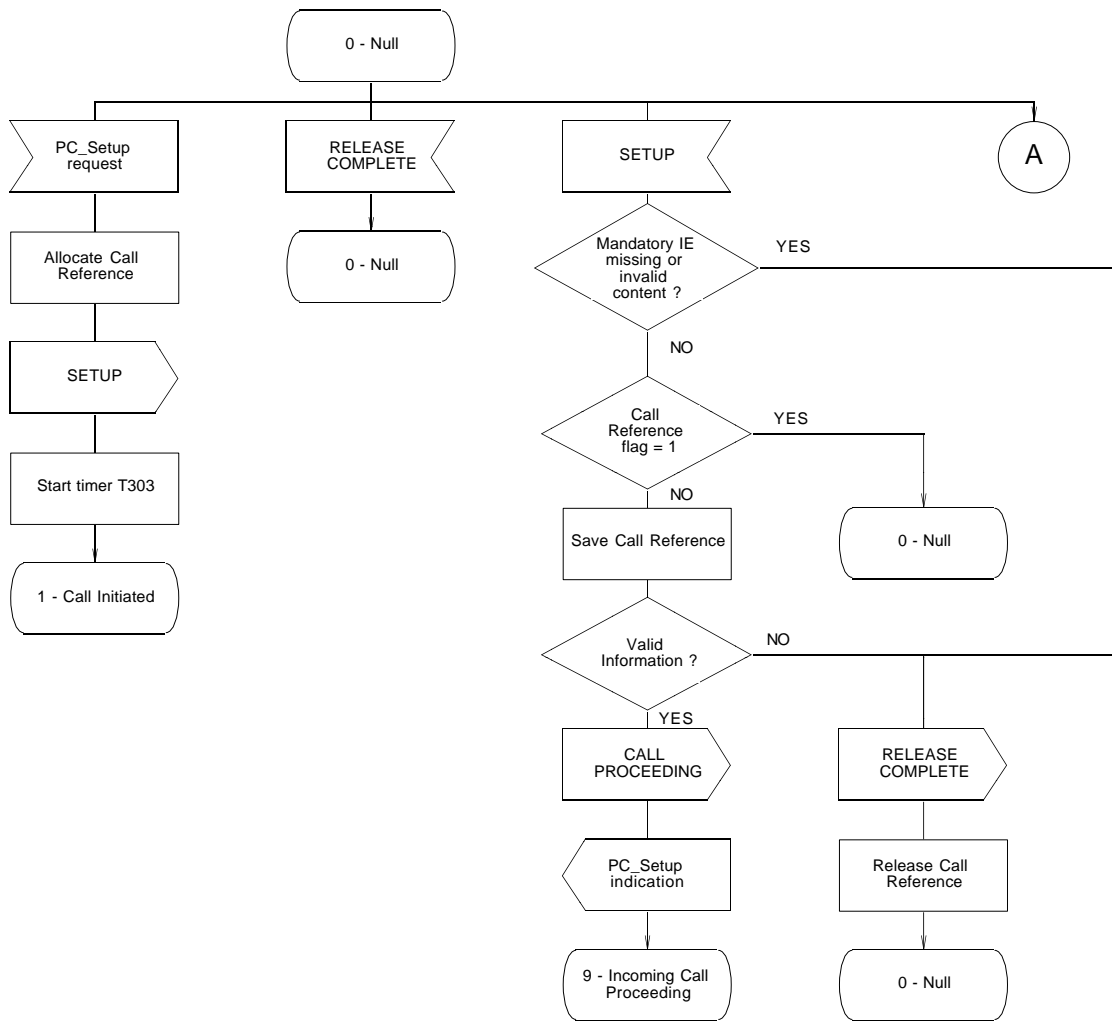 0 - Null
PC_Setup
request
RELEASE
COMPLETE
SETUP
A
Allocate Call
Reference
0 - Null
Mandatory IE
missing or
invalid
content ?
YES
NO
SETUP
Call
Reference
flag = 1
YES
NO
Start timer T303
Save Call Reference
0 - Null
1 - Call Initiated
Valid
Information ?
NO
YES
CALL
PROCEEDING
RELEASE
COMPLETE
PC_Setup
indication
Release Call
Reference
9 - Incoming Call
Proceeding
0 - Null